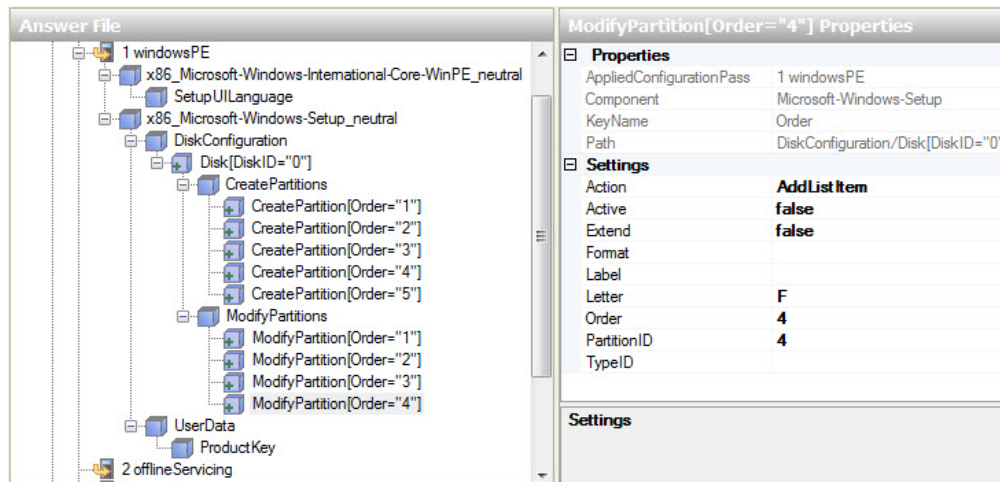 Answer File
1 windowsPE
x86_Microsoft-Windows-International-Core-WinPE_neutral
SetupUILanguage
x86_Microsoft-Windows-Setup_neutral
DiskConfiguration
Disk[DiskID="0"]
CreatePartitions
CreatePartition[Order="1"]
CreatePartition[Order="2"]
CreatePartition[Order="3"]
CreatePartition[Order="4"]
CreatePartition[Order="5"]
ModifyPartitions
ModifyPartition[Order="1"]
ModifyPartition[Order="2"]
ModifyPartition[Order="3"]
ModifyPartition[Order="4"]
UserData
ProductKey
2 offlineServicing
ModifyPartition[Order="4"] Properties
Properties
AppliedConfigurationPass 1 windowsPE
Component Microsoft-Windows-Setup
KeyName Order
Path DiskConfiguration/Disk[DiskID="0"
Settings
Action AddListItem
Active false
Extend false
Format
Label
Letter F
Order 4
PartitionID 4
TypeID
Settings